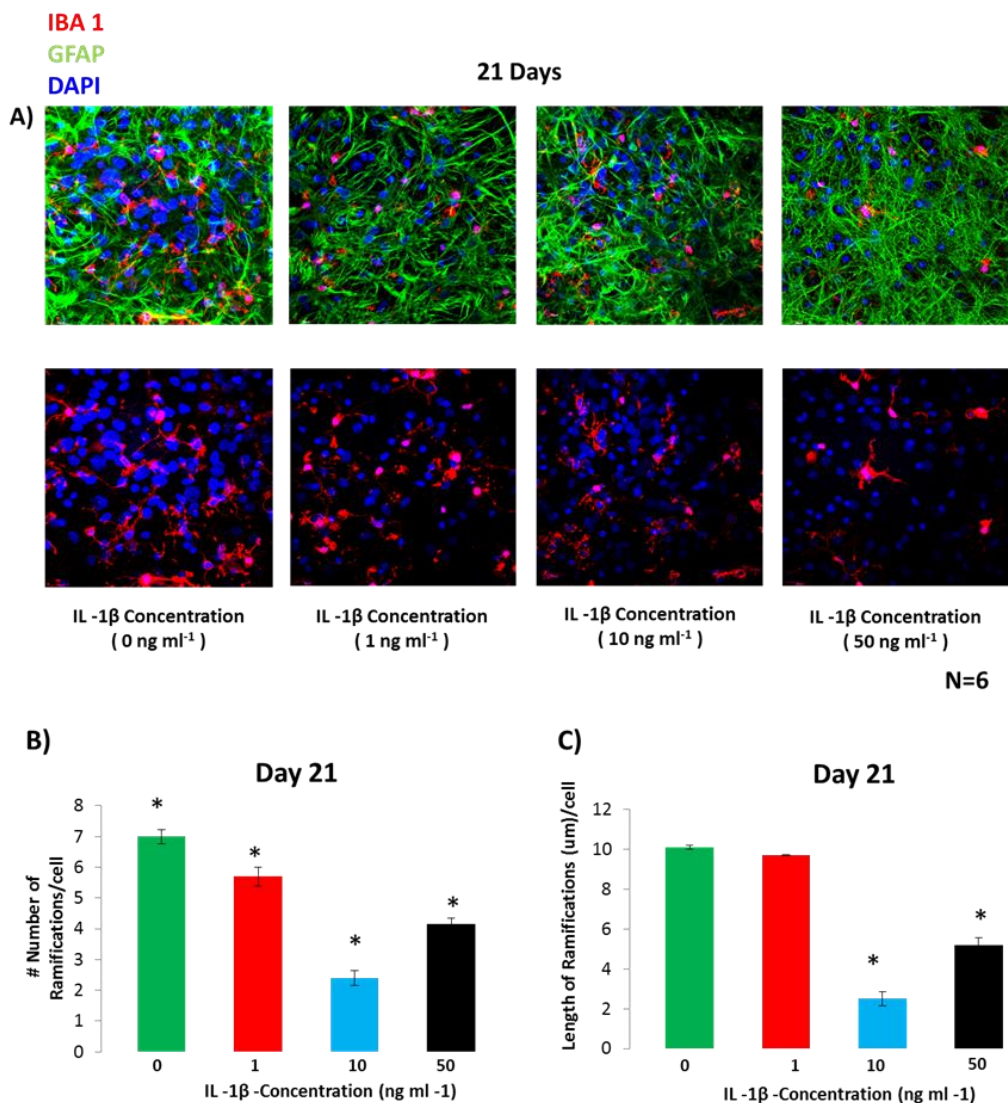 IBA 1
GFAP
DAPI
21 Days
A)
IL -1β Concentration
( 0 ng ml-1 )
IL -1β Concentration
( 1 ng ml-1 )
IL -1β Concentration
( 10 ng ml-1 )
IL -1β Concentration
( 50 ng ml-1 )
N=6
B)
Day 21
# Number of
Ramifications/cell
8
7
6
5
4
3
2
1
0
*
*
*
*
0 1 10 50
IL -1β -Concentration (ng ml -1)
C)
Day 21
Length of Ramifications (um)/cell
12
10
8
6
4
2
0
*
*
0 1 10 50
IL -1β -Concentration (ng ml -1)